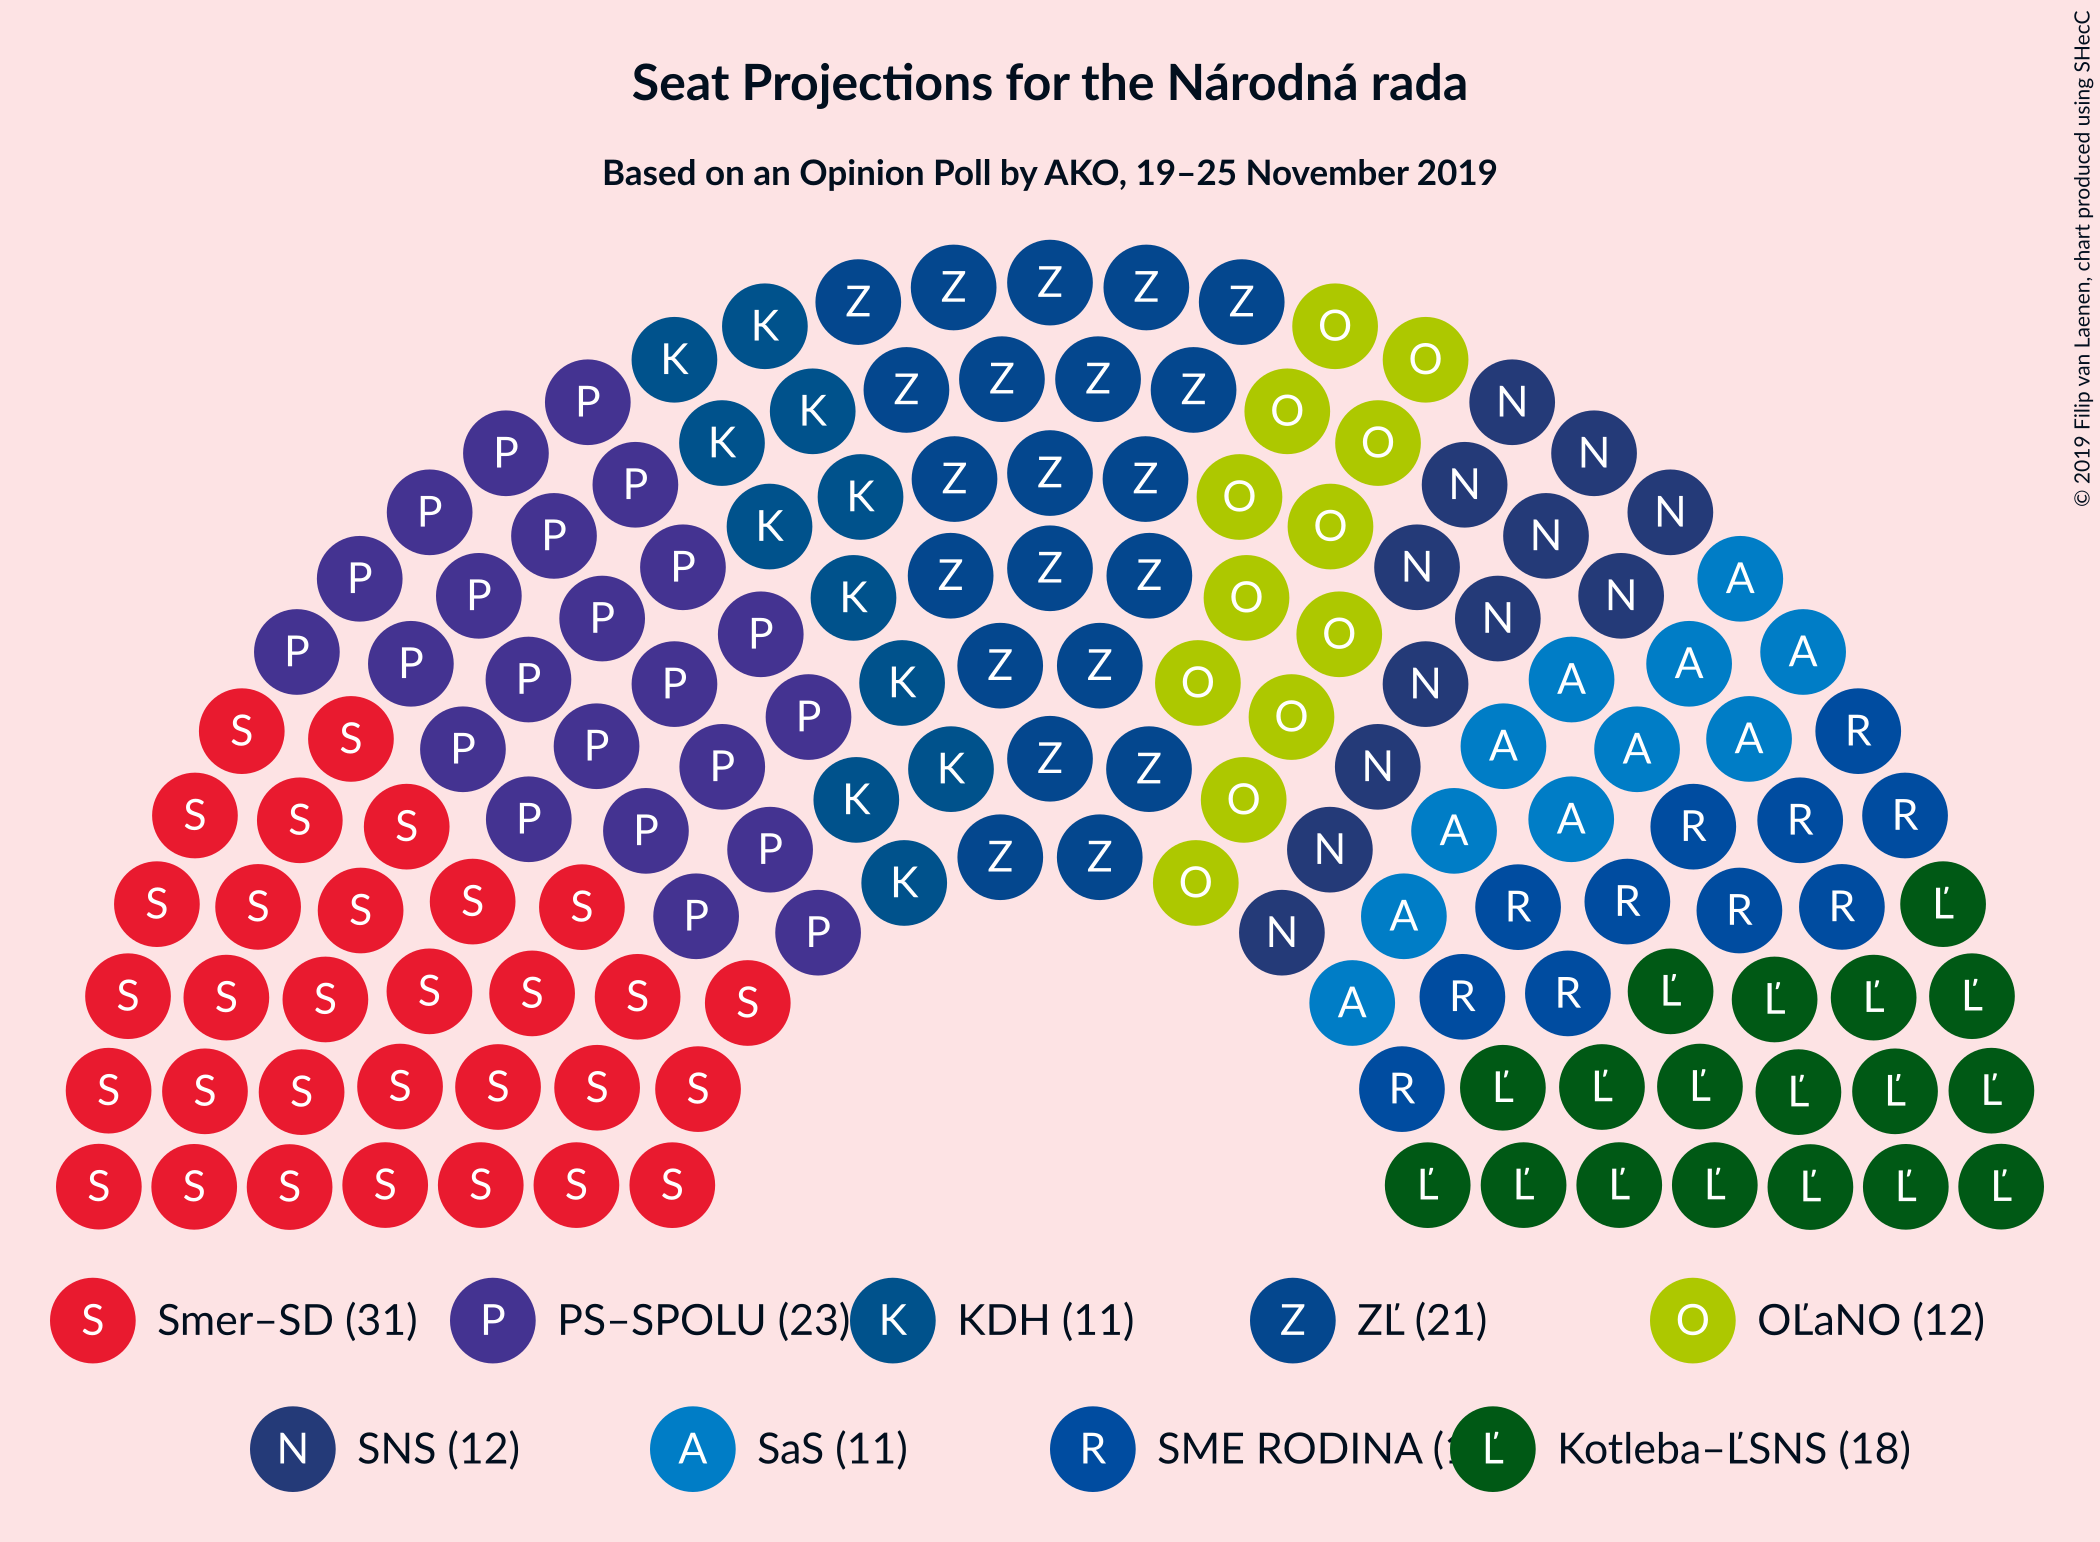 Seat Projections for the Národná rada
Based on an Opinion Poll by AKO, 19–25 November 2019
© 2019 Filip van Laenen, chart produced using SHecC
Z Z Z Z Z
K K O O
P Z Z Z Z N
K K O O
P P Z Z Z N N
P K K O O N
P P P Z Z Z N N N
P P P K O N N A
P P P K Z Z O O N A A A
S S P P P P K O O N A A A A R
S S S P P P P K K Z Z O O N N A A R R R
S S S S S P P K Z Z O N A R R R R Ľ
S S S S S S S A R R Ľ Ľ Ľ Ľ
S S S S S S S R Ľ Ľ Ľ Ľ Ľ Ľ
S S S S S S S Ľ Ľ Ľ Ľ Ľ Ľ Ľ
S Smer–SD (31) P PS–SPOLU (23) K KDH (11) Z ZĽ (21) O OĽaNO (12)
N SNS (12) A SaS (11) R SME RODINA Ľ Kotleba–ĽSNS (18)